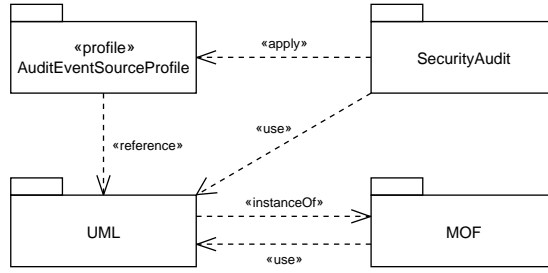 «profile»
AuditEventSourceProfile
«apply»
SecurityAudit
«use»
«reference»
UML
«instanceOf»
MOF
«use»